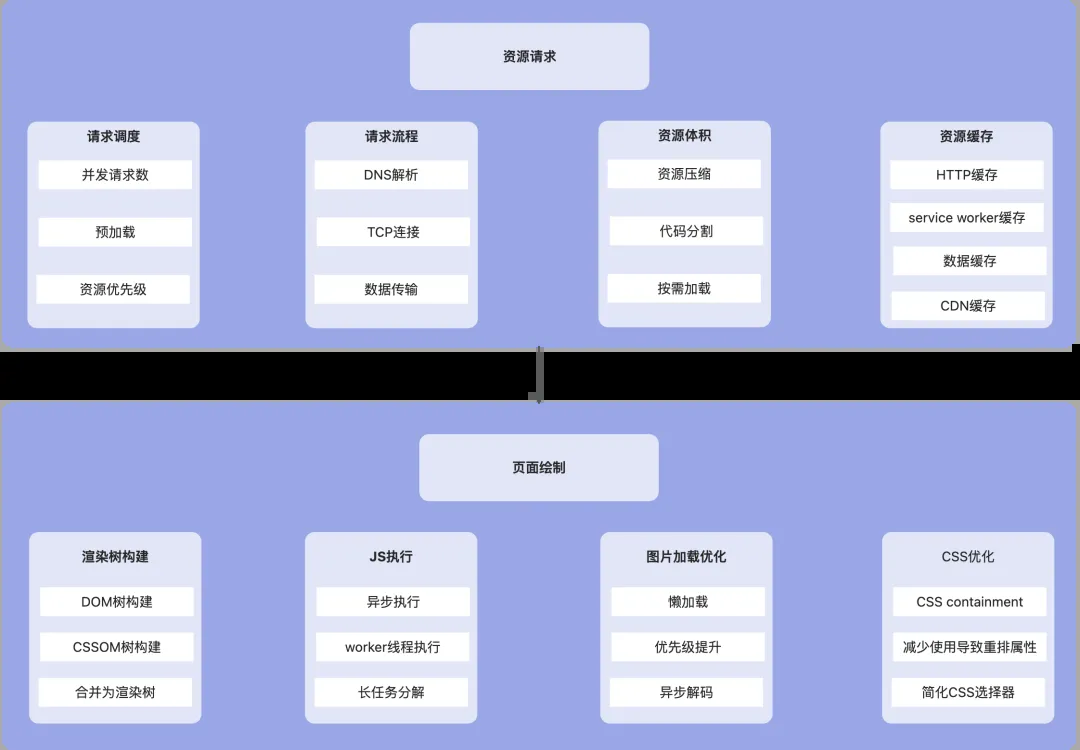 资源请求
请求调度
并发请求数
预加载
资源优先级
请求流程
DNS解析
TCP连接
数据传输
资源体积
资源压缩
代码分割
按需加载
资源缓存
HTTP缓存
service worker缓存
数据缓存
CDN缓存
页面绘制
渲染树构建
DOM树构建
CSSOM树构建
合并为渲染树
JS执行
异步执行
worker线程执行
长任务分解
图片加载优化
懒加载
优先级提升
异步解码
CSS优化
CSS containment
减少使用导致重排属性
简化CSS选择器